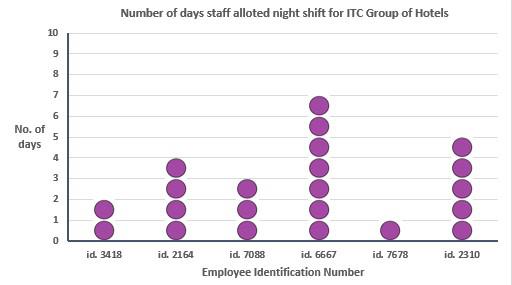 Number of days staff alloted night shift for ITC Group of Hotels
10
9
8
7
6
5
4
3
2
1
0
No. of
days
id. 3418 id. 2164 id. 7088 id. 6667 id. 7678 id. 2310
Employee Identification Number